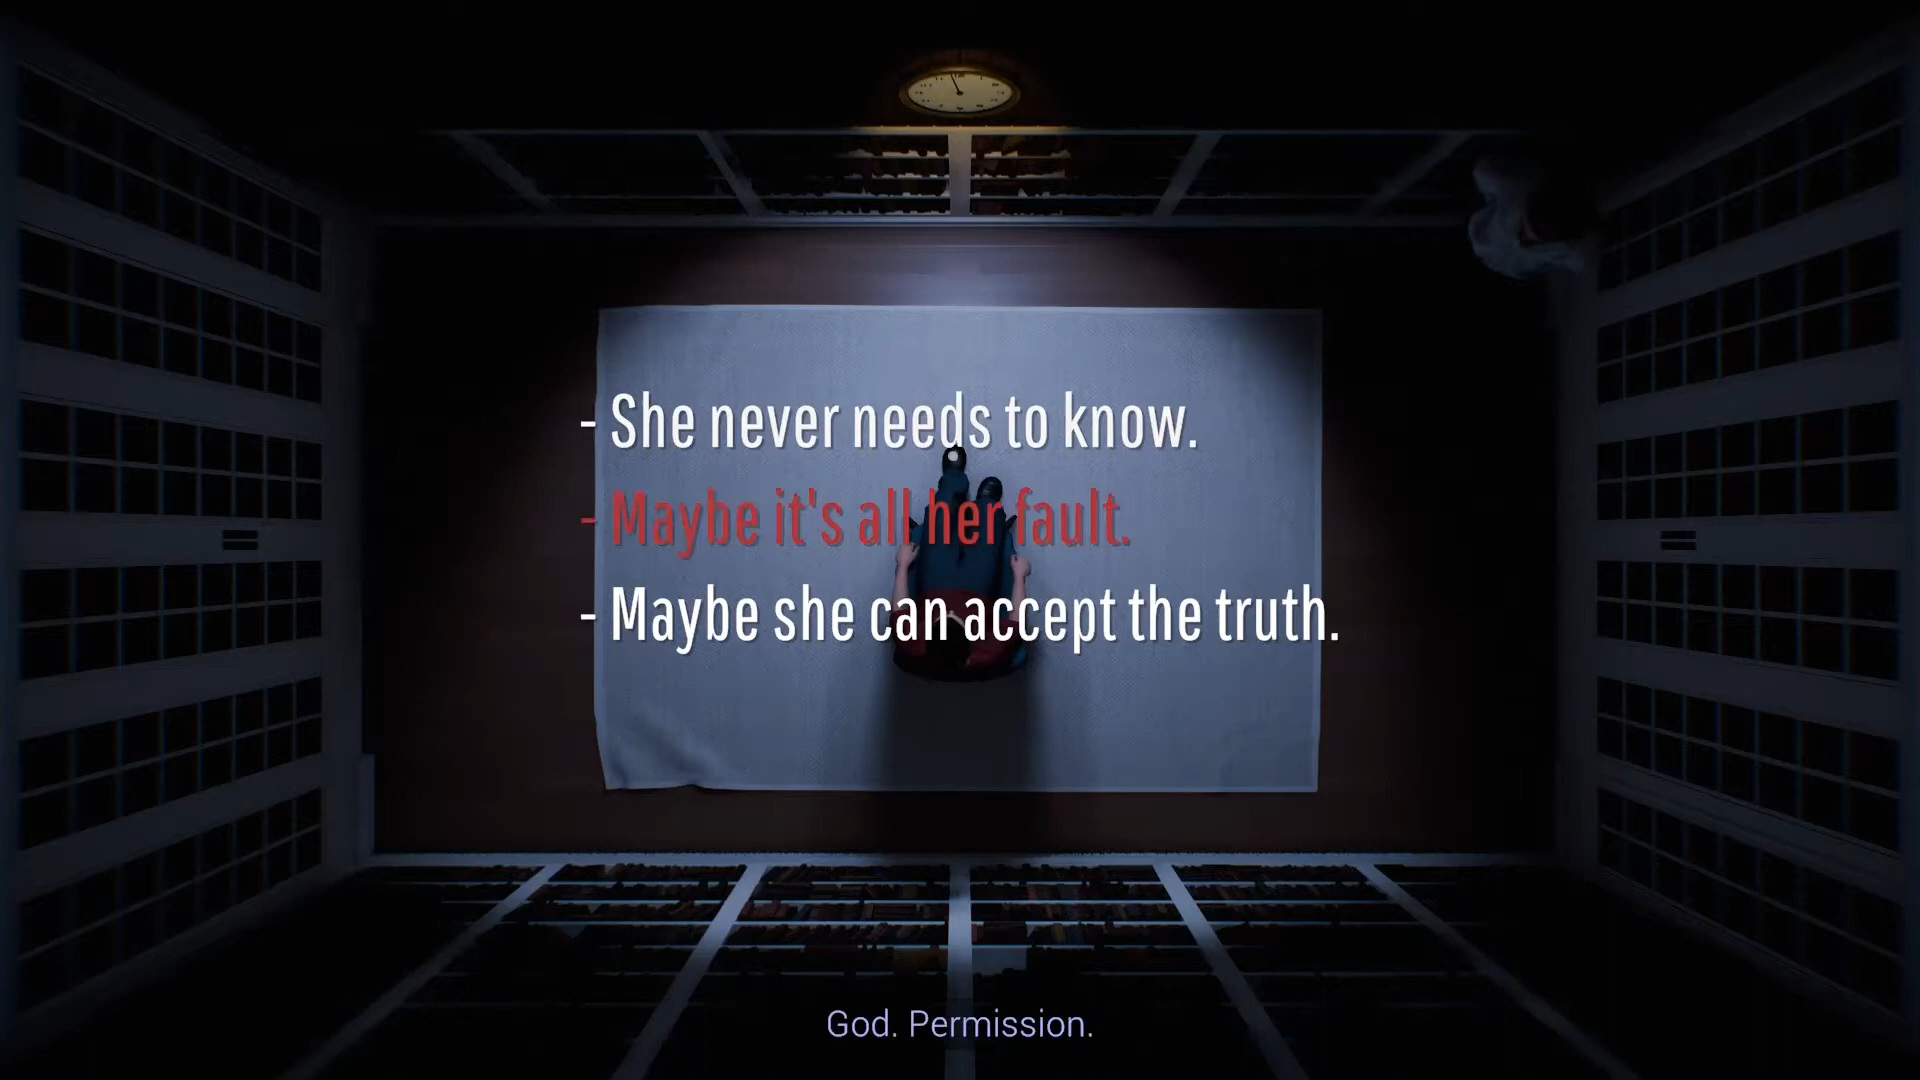 - She never needs to know.
- Maybe it's all her fault.
- Maybe she can accept the truth.
God. Permission.